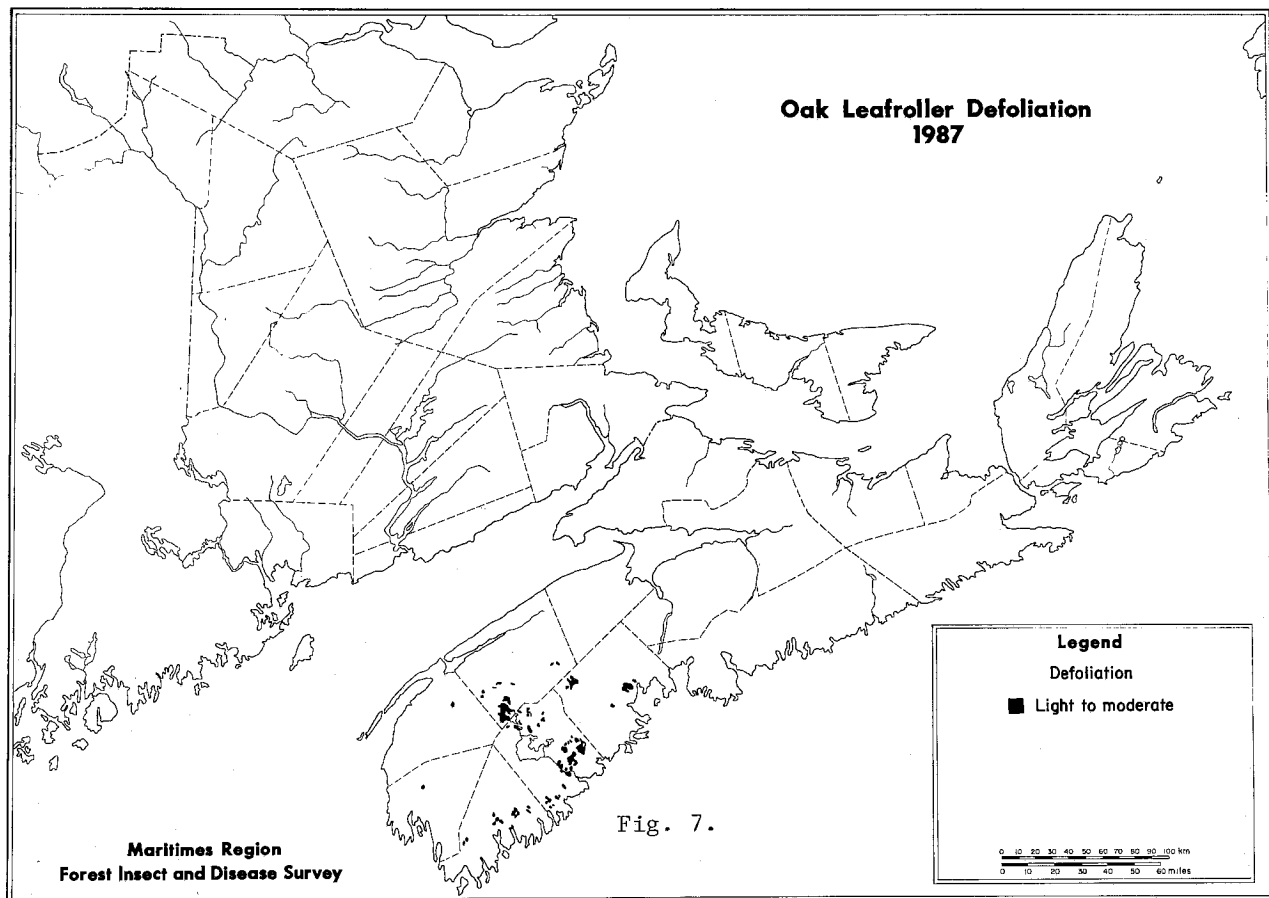 Oak Leafroller Defoliation
1987
Legend
Defoliation
Light to moderate
Fig. 7.
Maritimes Region
Forest Insect and Disease Survey
0 10 20 30 40 50 60 70 80 90 100 km
0 10 20 30 40 50 60 miles